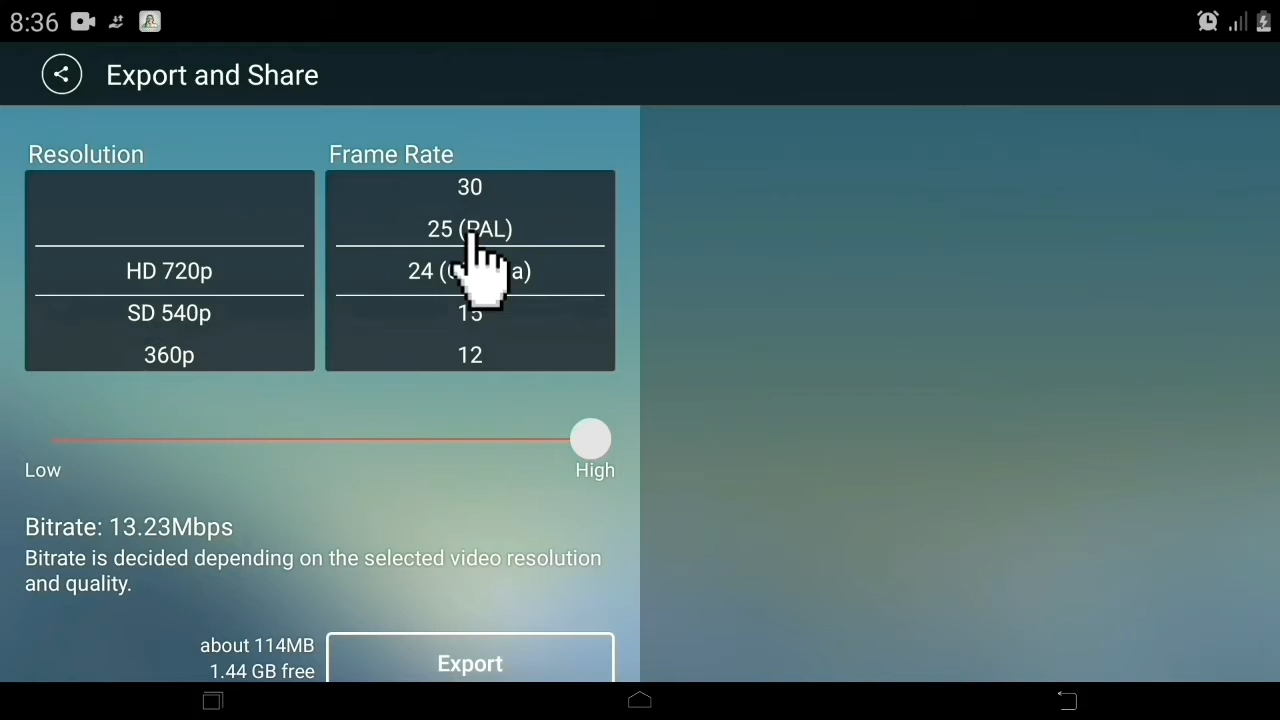 8:36
Export and Share
Resolution
Frame Rate
HD 720p
SD 540p
360p
30
25 (PAL)
24
15
12
Low
High
Bitrate: 13.23Mbps
Bitrate is decided depending on the selected video resolution
and quality.
about 114MB
1.44 GB free
Export